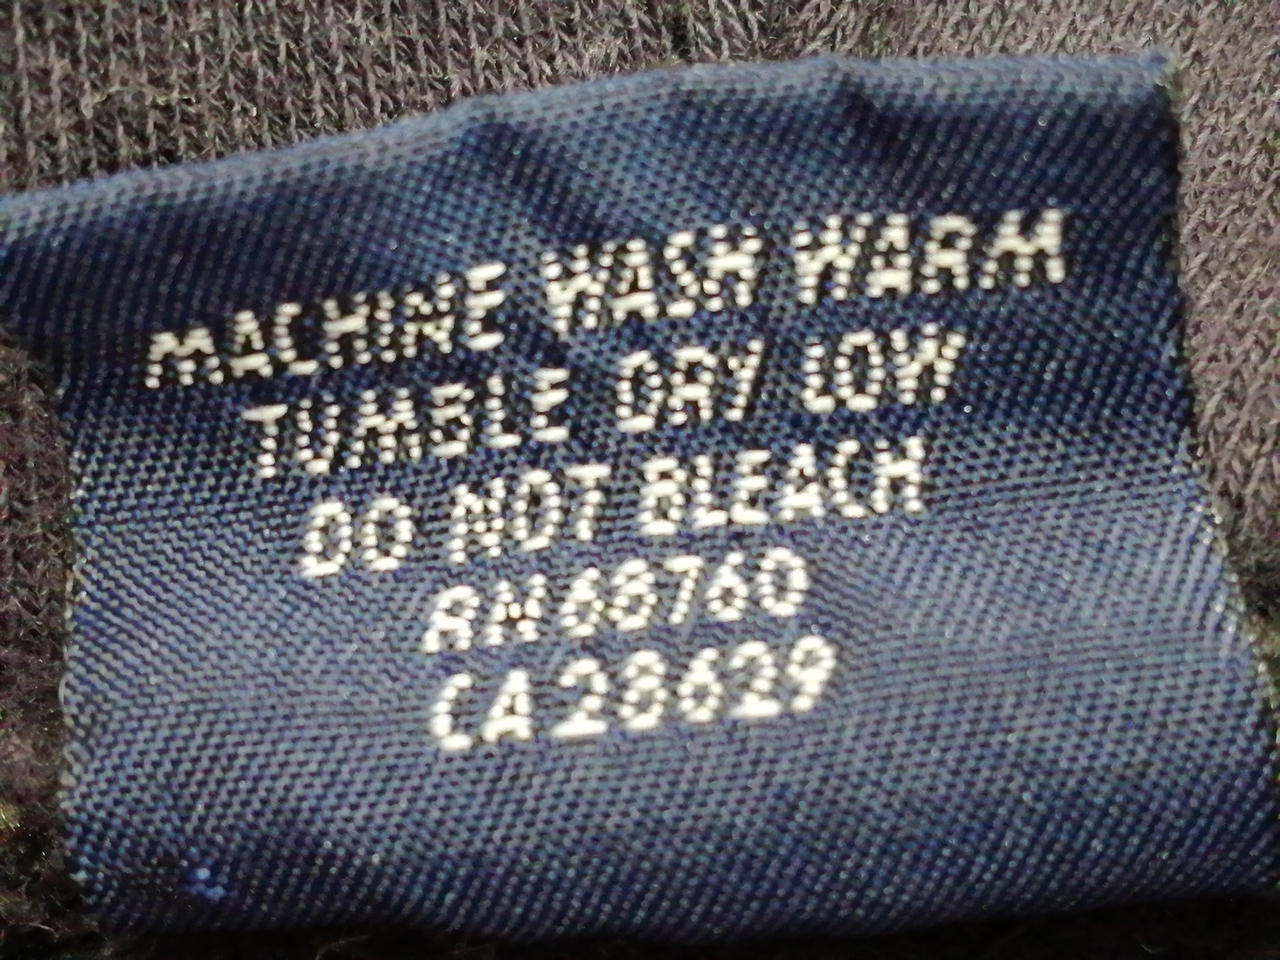 MACHINE WASH WARM
TUMBLE DRY LOW
DO NOT BLEACH
RN 68760
CA 28629